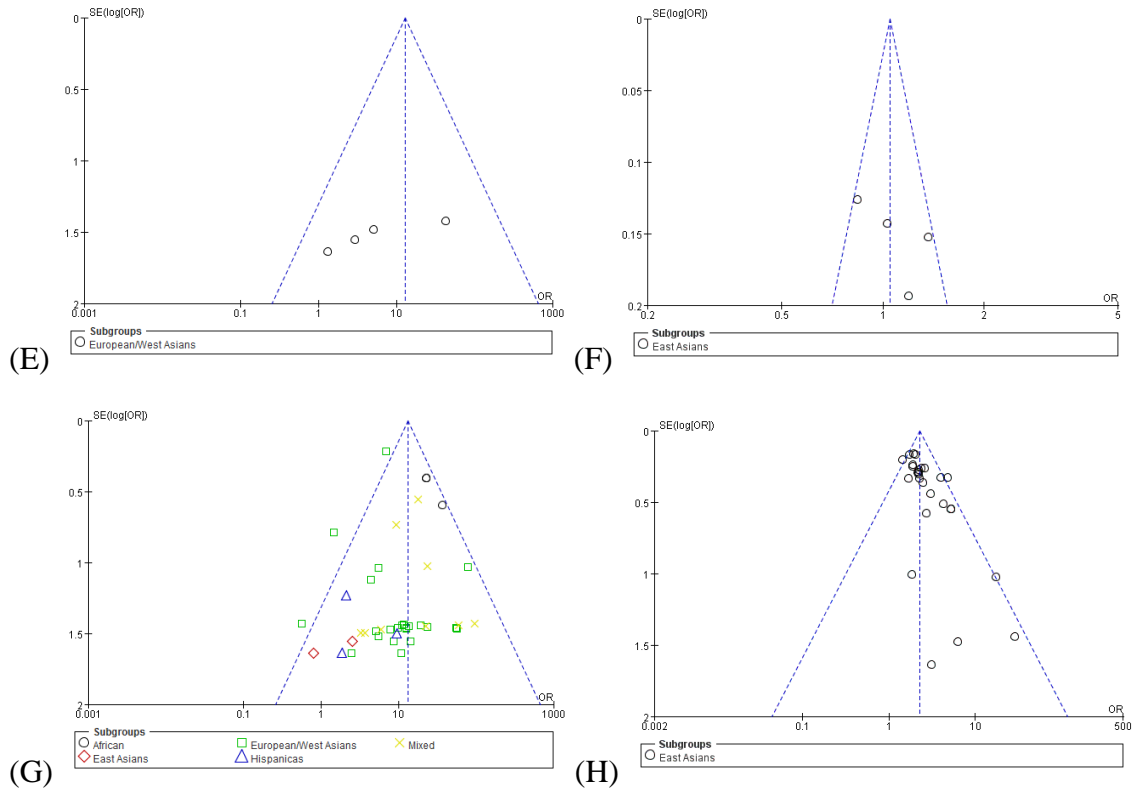 SE(log[OR])
0
0.5
1
1.5
2
0.001
0.1
1
10
1000
OR
Subgroups
European/West Asians
(E)
SE(log[OR])
0
0.05
0.1
0.15
0.2
0.2
0.5
1
2
5
OR
Subgroups
East Asians
(F)
SE(log[OR])
0
0.5
1
1.5
2
0.001
0.1
1
10
1000
OR
Subgroups
African
European/West Asians
Mixed
East Asians
Hispanicas
(G)
SE(log[OR])
0
0.5
1
1.5
2
0.002
0.1
1
10
500
OR
Subgroups
East Asians
(H)